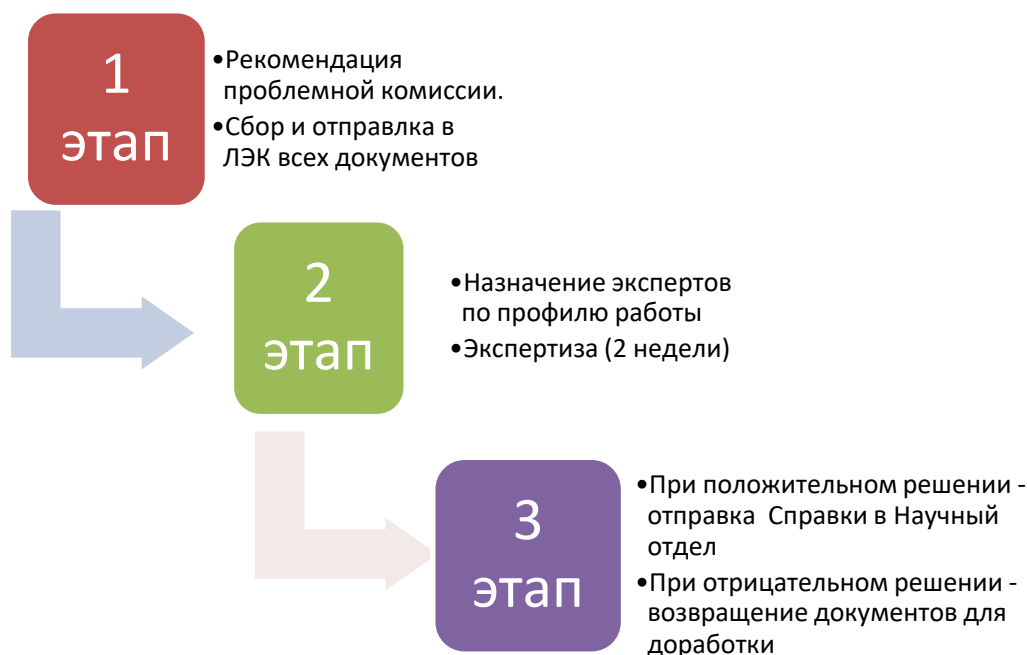 1
этап
•Рекомендация
проблемной комиссии.
•Сбор и отправлка в
ЛЭК всех документов
2
этап
•Назначение экспертов
по профилю работы
•Экспертиза (2 недели)
3
этап
•При положительном решении -
отправка Справки в Научный
отдел
•При отрицательном решении -
возвращение документов для
доработки